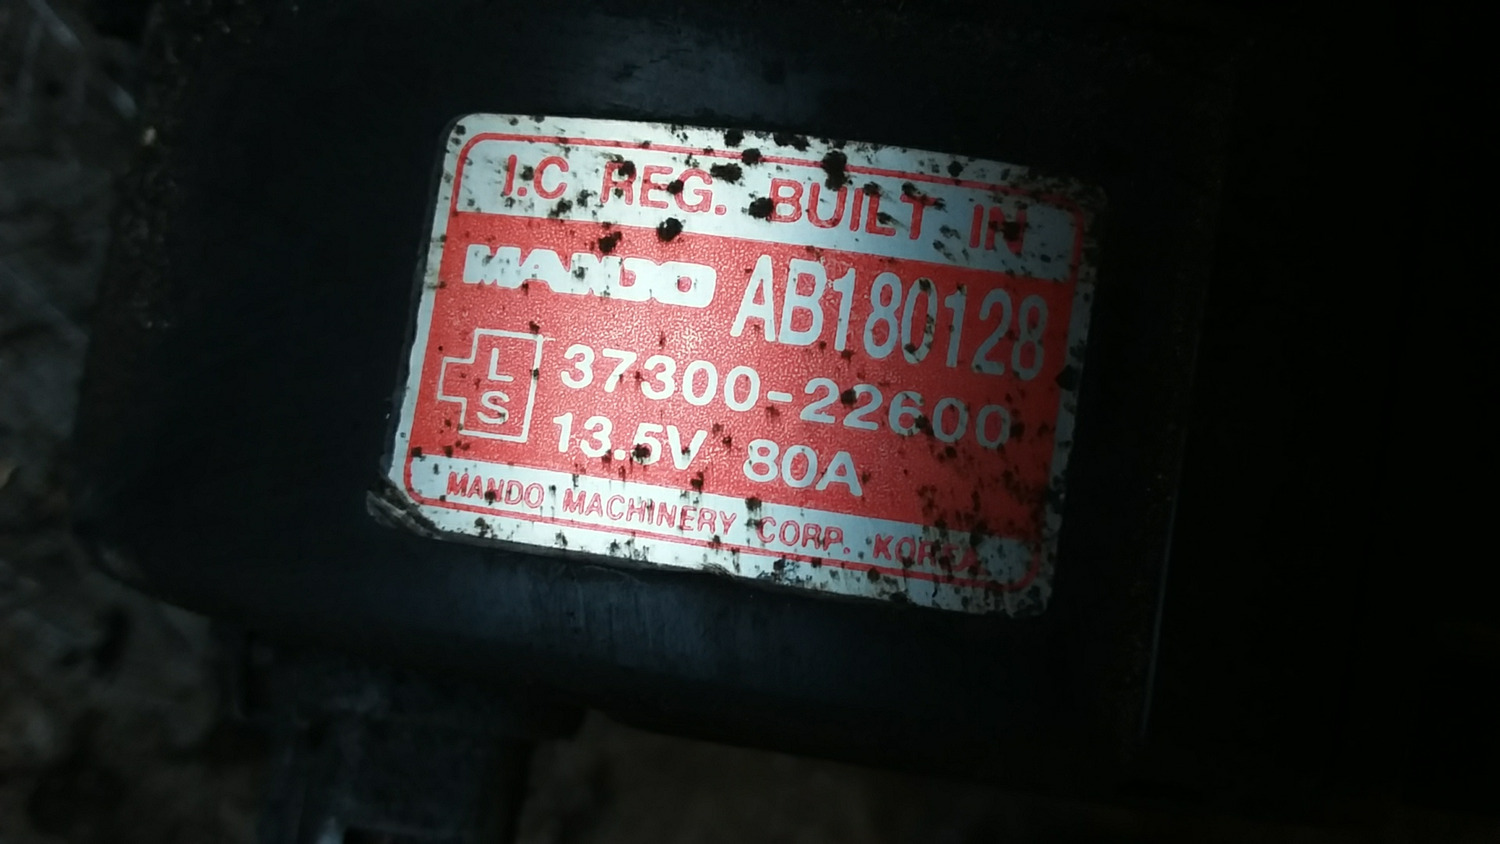 I.C REG. BUILT IN
MANDO AB180128
L
S
37300-22600
13.5V 80A
MANDO MACHINERY CORP. KOREA